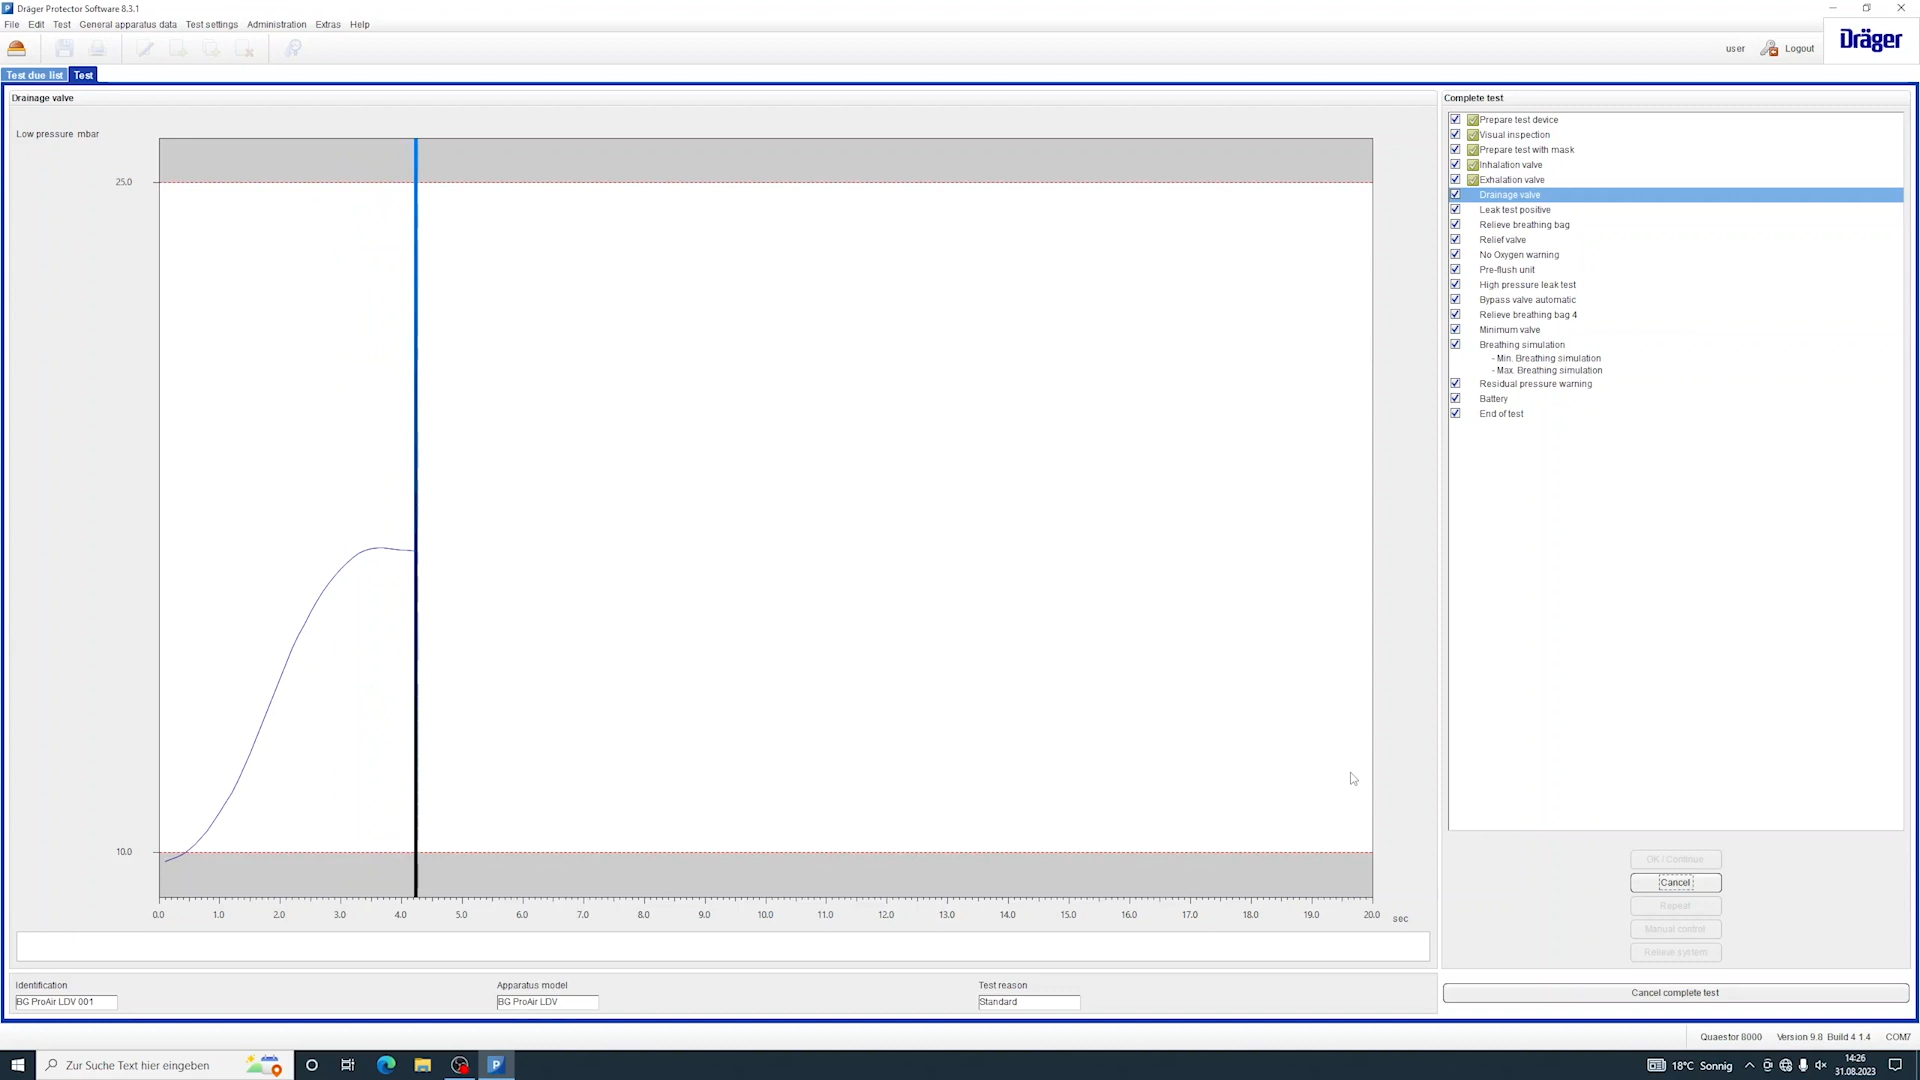 Dräger Protector Software 8.3.1
File Edit Test General apparatus data Test settings Administration Extras Help
user Logout Dräger
Test due list Test
Drainage valve
Low pressure mbar
25.0
10.0
0.0 1.0 2.0 3.0 4.0 5.0 6.0 7.0 8.0 9.0 10.0 11.0 12.0 13.0 14.0 15.0 16.0 17.0 18.0 19.0 20.0 sec
Complete test
Prepare test device
Visual inspection
Prepare test with mask
Inhalation valve
Exhalation valve
Drainage valve
Leak test positive
Relieve breathing bag
Relief valve
No Oxygen warning
Pre-flush unit
High pressure leak test
Bypass valve automatic
Relieve breathing bag 4
Minimum valve
Breathing simulation
- Min. Breathing simulation
- Max. Breathing simulation
Residual pressure warning
Battery
End of test
OK / Continue
Cancel
Repeat
Manual control
Relieve system
Identification Apparatus model Test reason
BG ProAir LDV 001 BG ProAir LDV Standard
Cancel complete test
Quaestor 8000 Version 9.8 Build 4 1.4 COM7
Zur Suche Text hier eingeben
18°C Sonnig
14:26
31.08.2023